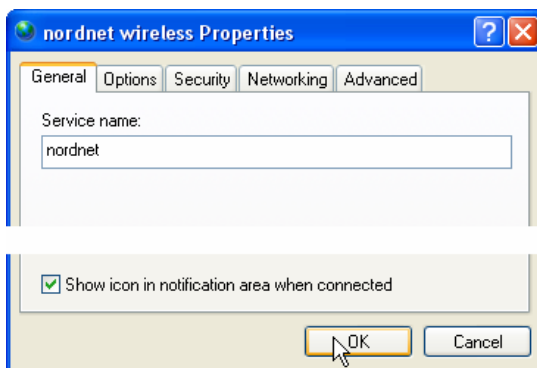 nordnet wireless Properties
General Options Security Networking Advanced
Service name:
nordnet
Show icon in notification area when connected
OK Cancel